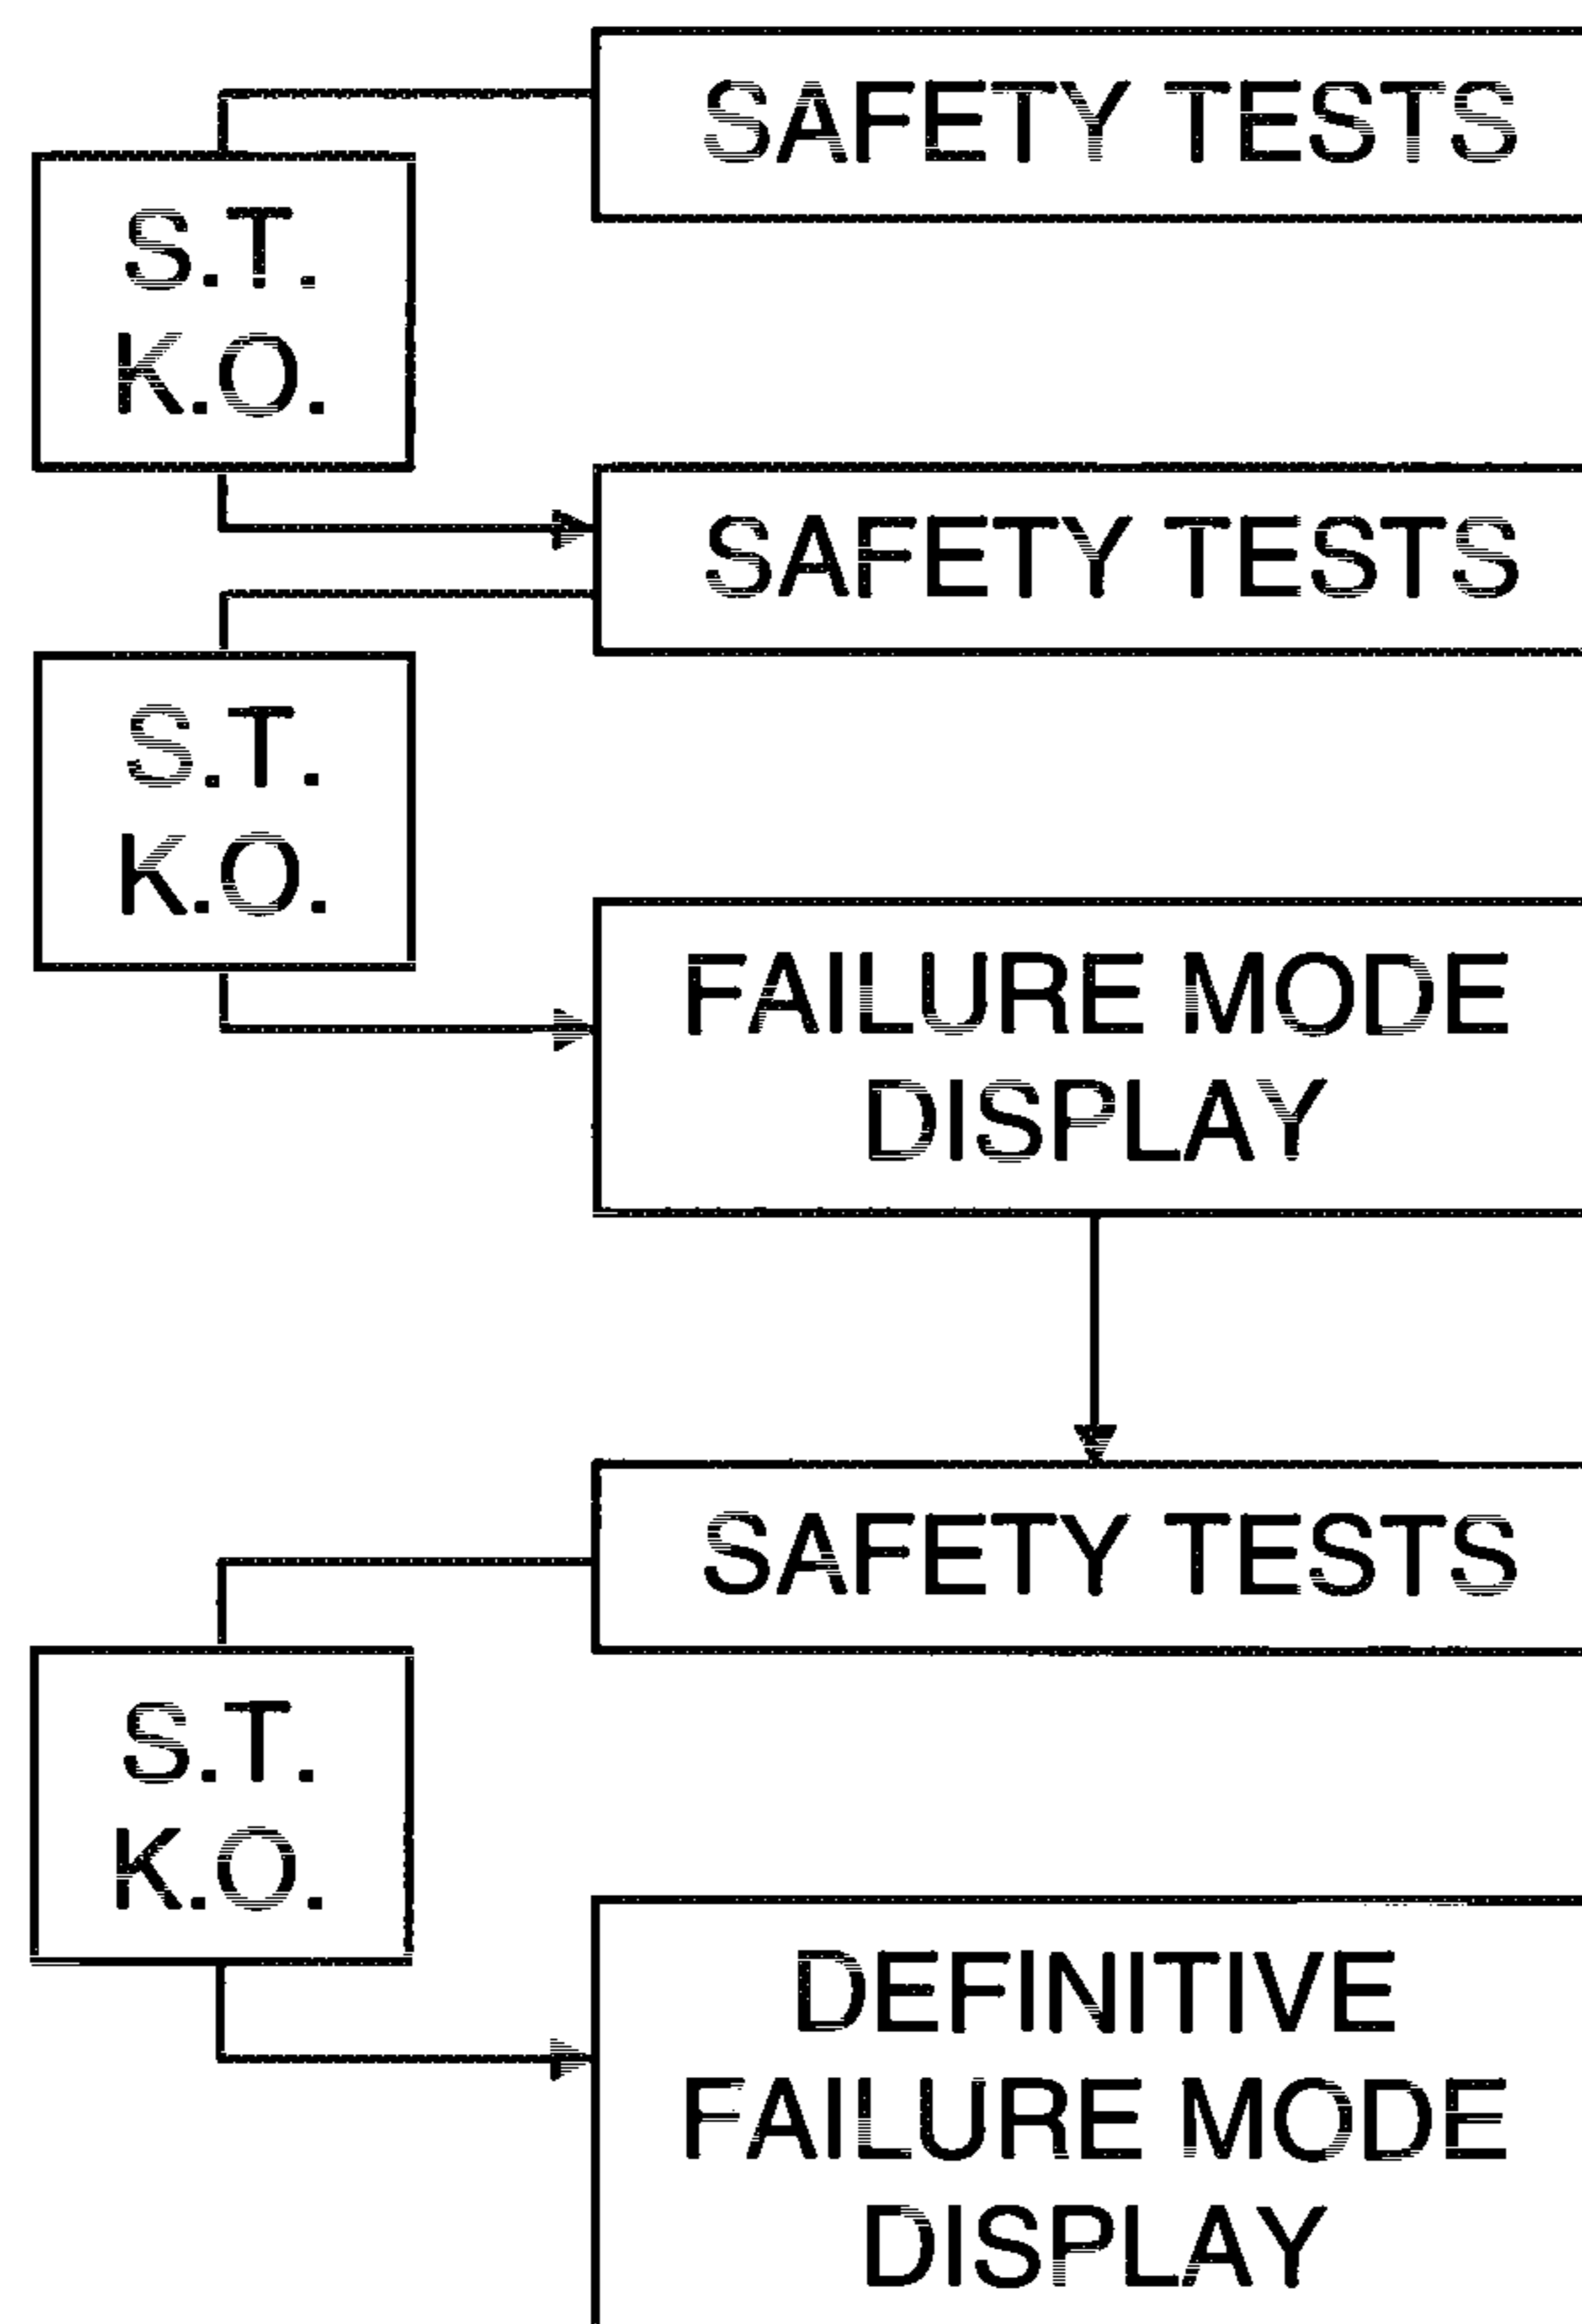 SAFETY TESTS
S.T.
K.O.
SAFETY TESTS
S.T.
K.O.
FAILURE MODE
DISPLAY
SAFETY TESTS
S.T.
K.O.
DEFINITIVE
FAILURE MODE
DISPLAY